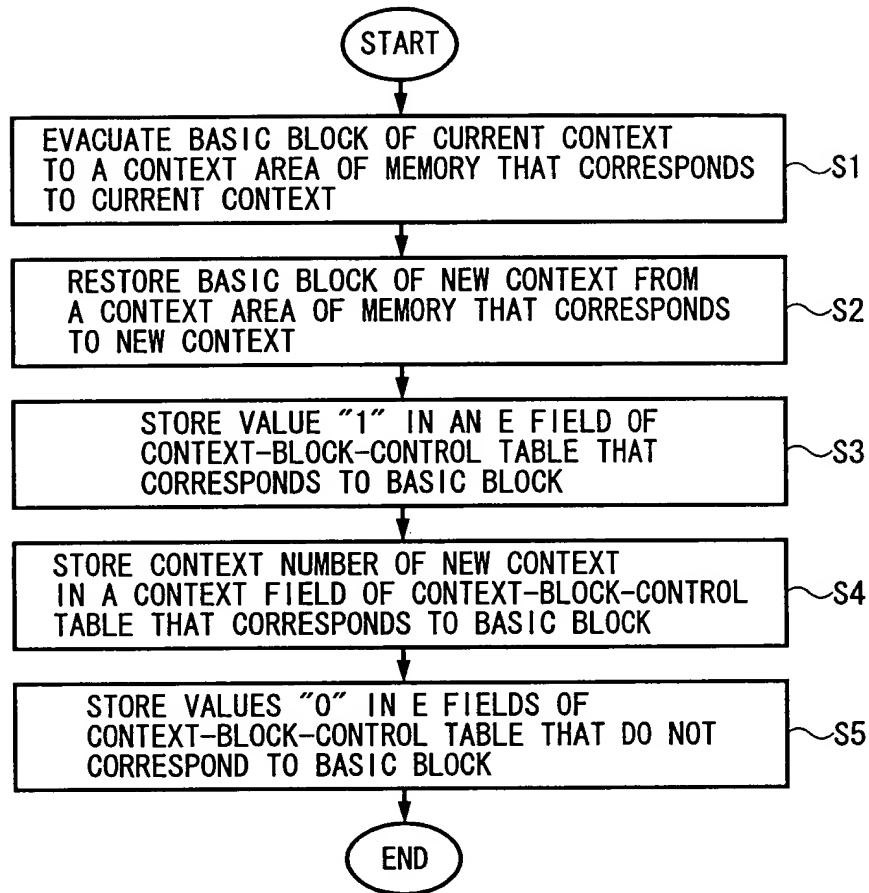 START
EVACUATE BASIC BLOCK OF CURRENT CONTEXT
TO A CONTEXT AREA OF MEMORY THAT CORRESPONDS
TO CURRENT CONTEXT
S1
RESTORE BASIC BLOCK OF NEW CONTEXT FROM
A CONTEXT AREA OF MEMORY THAT CORRESPONDS
TO NEW CONTEXT
S2
STORE VALUE "1" IN AN E FIELD OF
CONTEXT-BLOCK-CONTROL TABLE THAT
CORRESPONDS TO BASIC BLOCK
S3
STORE CONTEXT NUMBER OF NEW CONTEXT
IN A CONTEXT FIELD OF CONTEXT-BLOCK-CONTROL
TABLE THAT CORRESPONDS TO BASIC BLOCK
S4
STORE VALUES "0" IN E FIELDS OF
CONTEXT-BLOCK-CONTROL TABLE THAT DO NOT
CORRESPOND TO BASIC BLOCK
S5
END